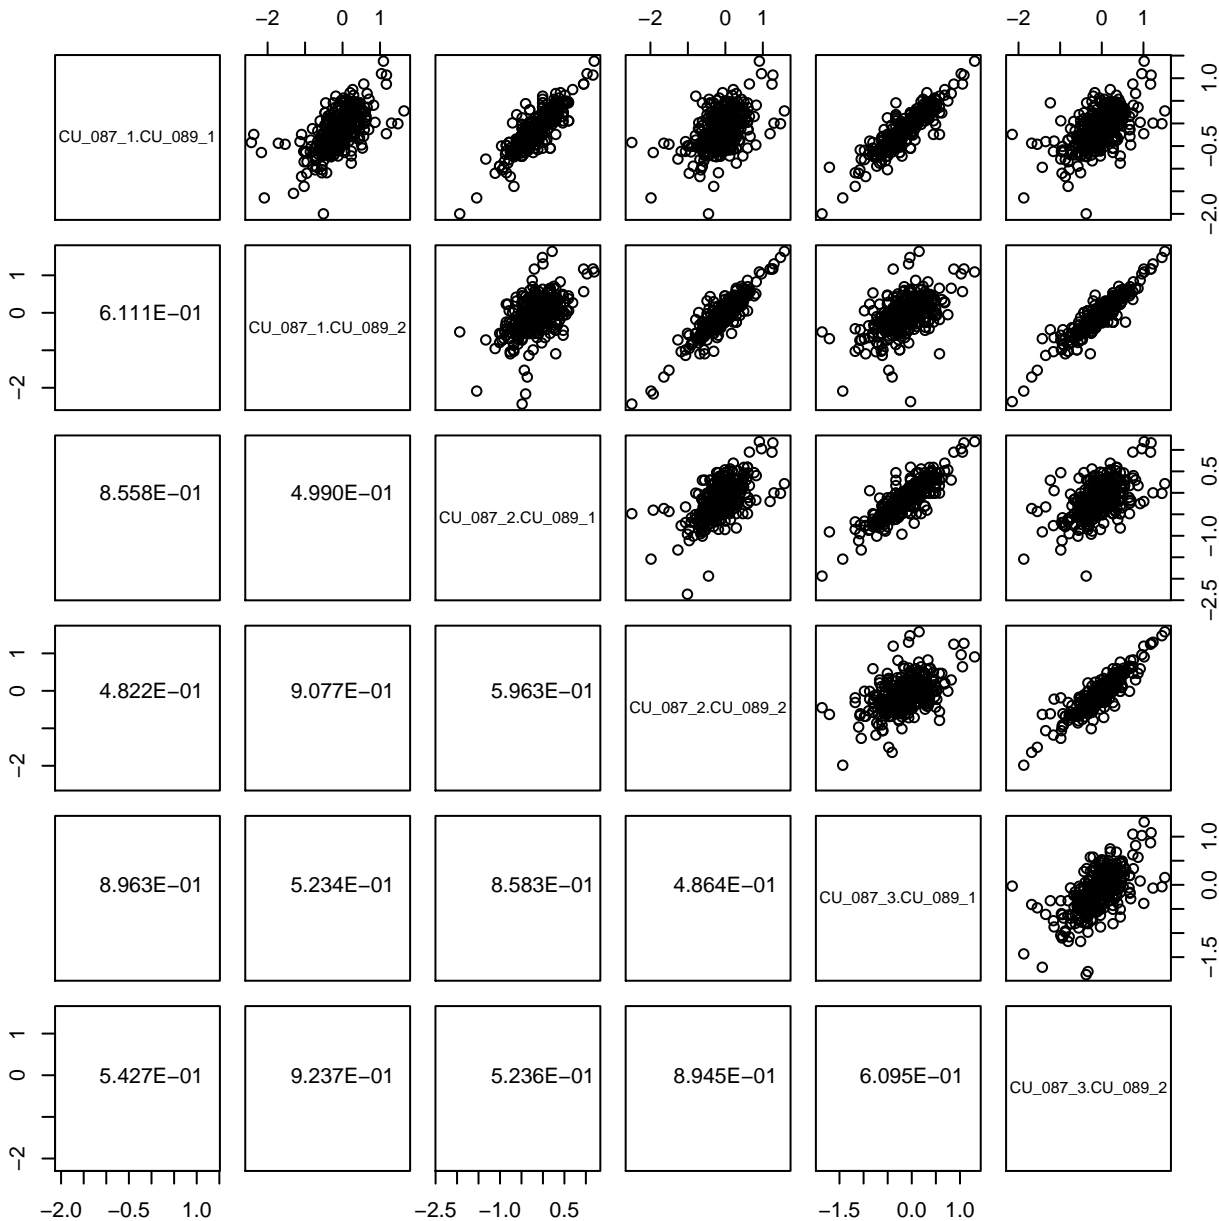 −2 0 1 −2 0 1 −2 0 1
CU_087_1.CU_089_1
−2.0 −0.5 1.0
−2 0 1
6.111E−01
CU_087_1.CU_089_2
8.558E−01 4.990E−01
CU_087_2.CU_089_1
−2.5 −1.0 0.5
−2 0 1
4.822E−01 9.077E−01 5.963E−01
CU_087_2.CU_089_2
8.963E−01 5.234E−01 8.583E−01 4.864E−01
CU_087_3.CU_089_1
−1.5 0.0 1.0
−2 0 1
5.427E−01 9.237E−01 5.236E−01 8.945E−01 6.095E−01
CU_087_3.CU_089_2
−2.0 −0.5 1.0 −2.5 −1.0 0.5 −1.5 0.0 1.0